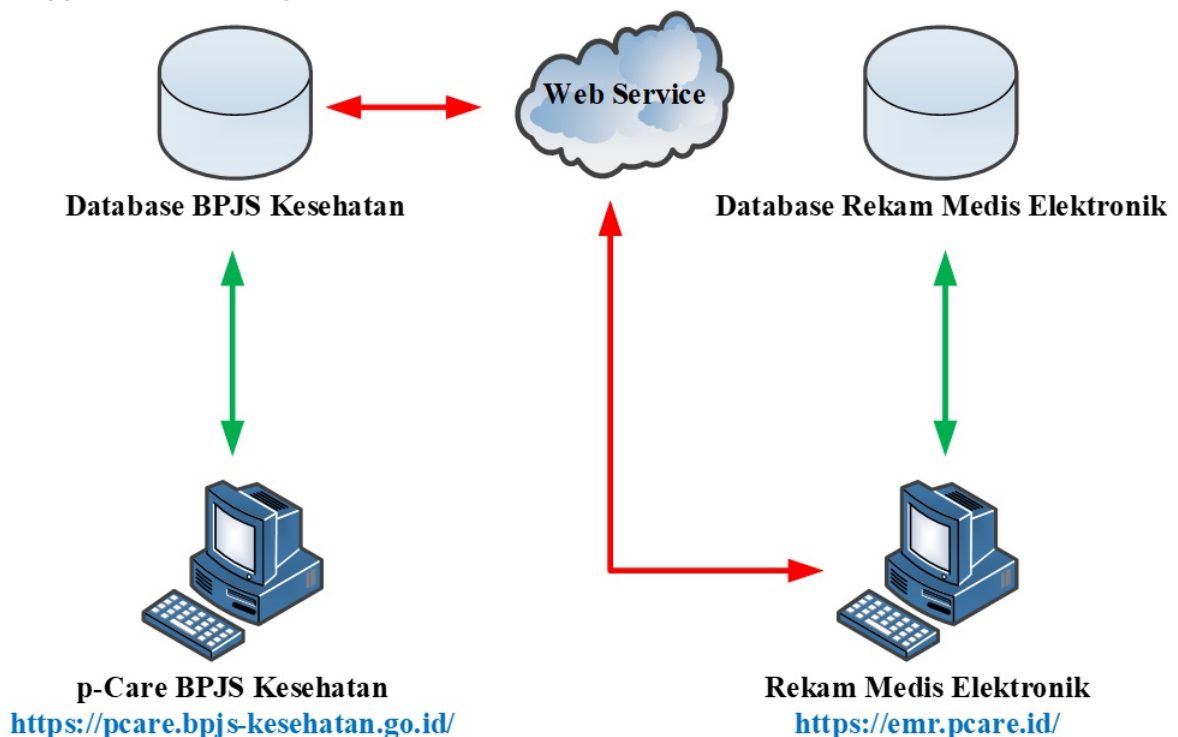 Web Service
Database BPJS Kesehatan
Database Rekam Medis Elektronik
p-Care BPJS Kesehatan
https://pcare.bpjs-kesehatan.go.id/
Rekam Medis Elektronik
https://emr.pcare.id/